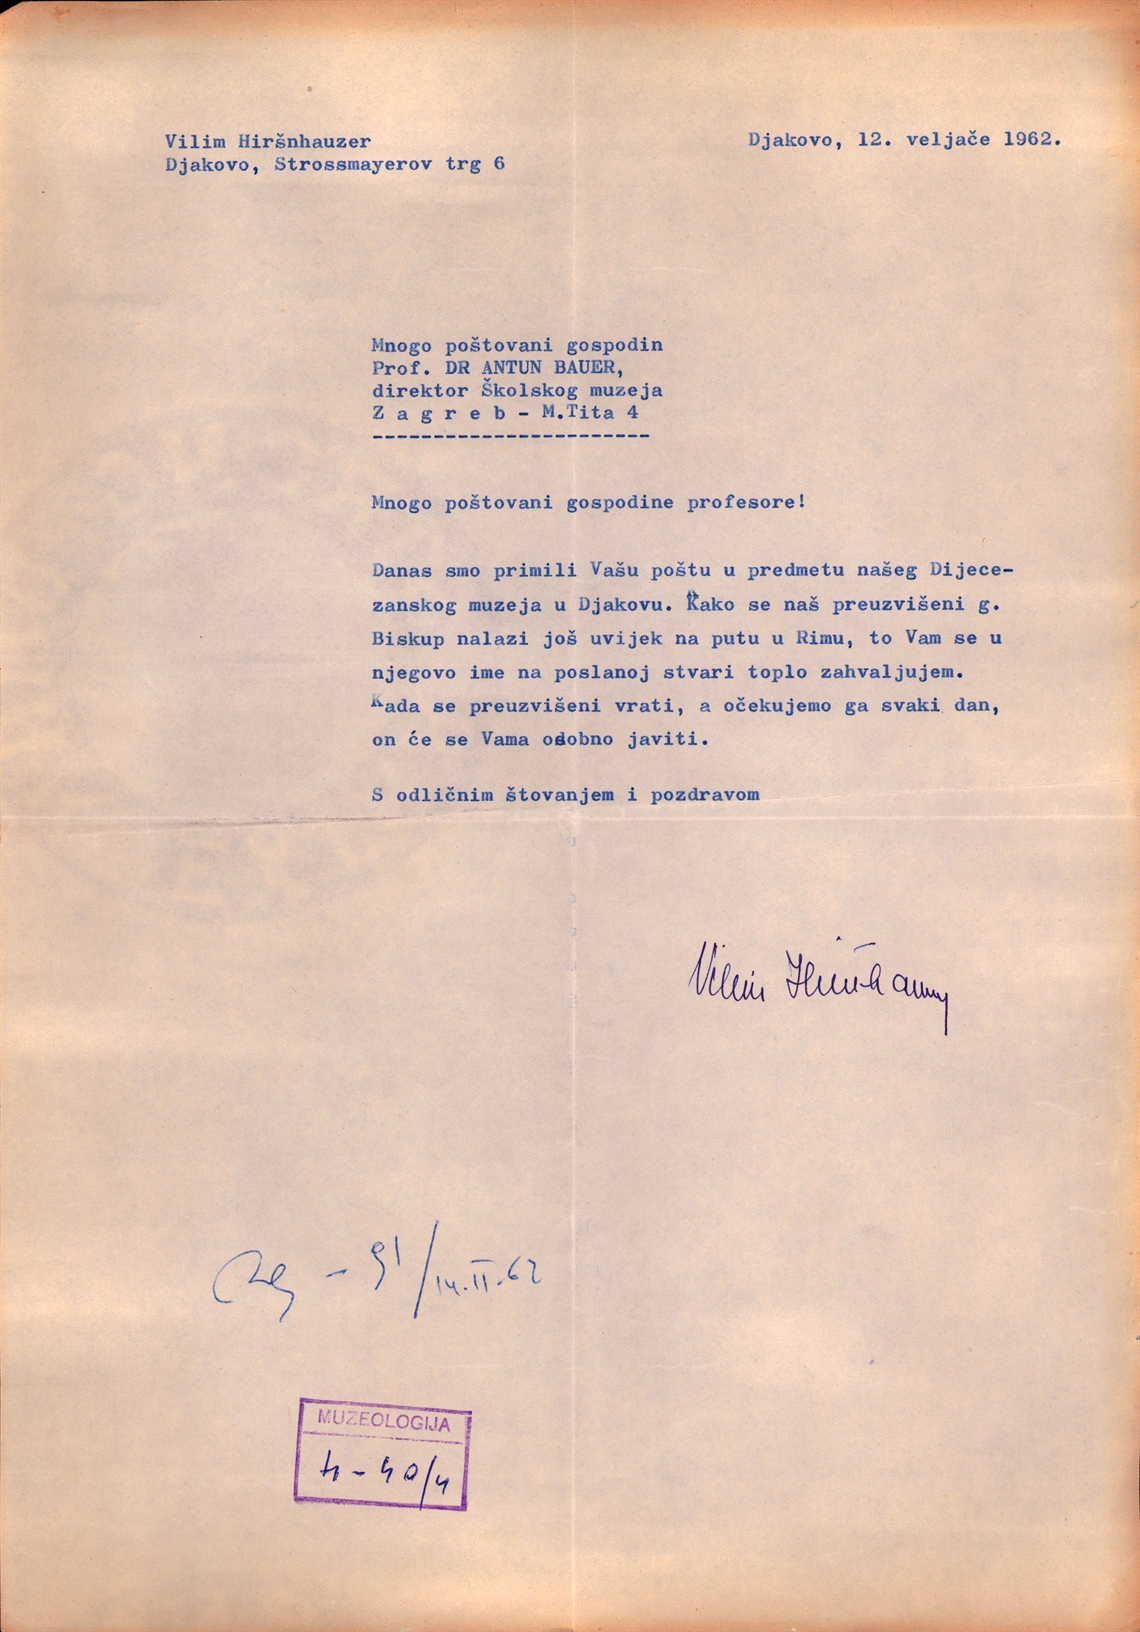 Vilim Hiršnhauzer
Djakovo, Strossmayerov trg 6
Djakovo, 12. veljače 1962.
Mnogo poštovani gospodin
Prof. DR ANTUN BAUER,
direktor Školskog muzeja
Z a g r e b - M.Tita 4
-----------------------
Mnogo poštovani gospodine profesore!
Danas smo primili Vašu poštu u predmetu našeg Dijece-
zanskog muzeja u Djakovu. Kako se naš preuzvišeni g.
Biskup nalazi još uvijek na putu u Rimu, to Vam se u
njegovo ime na poslanoj stvari toplo zahvaljujem.
Kada se preuzvišeni vrati, a očekujemo ga svaki dan,
on će se Vama osobno javiti.
S odličnim štovanjem i pozdravom
Vilim
- 91/14.II.62
MUZEOLOGIJA